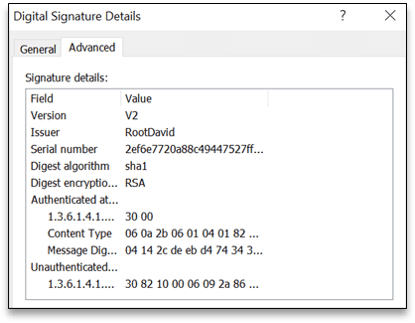 Digital Signature Details ? ×
General Advanced
Signature details:
Field Value
Version V2
Issuer RootDavid
Serial number 2ef6e7720a88c49447527ff...
Digest algorithm sha1
Digest encryptio... RSA
Authenticated at...
1.3.6.1.4.1.... 30 00
Content Type 06 0a 2b 06 01 04 01 82 ...
Message Dig... 04 14 2c de eb d4 74 34 3...
Unauthenticated...
1.3.6.1.4.1.... 30 82 10 00 06 09 2a 86 ...